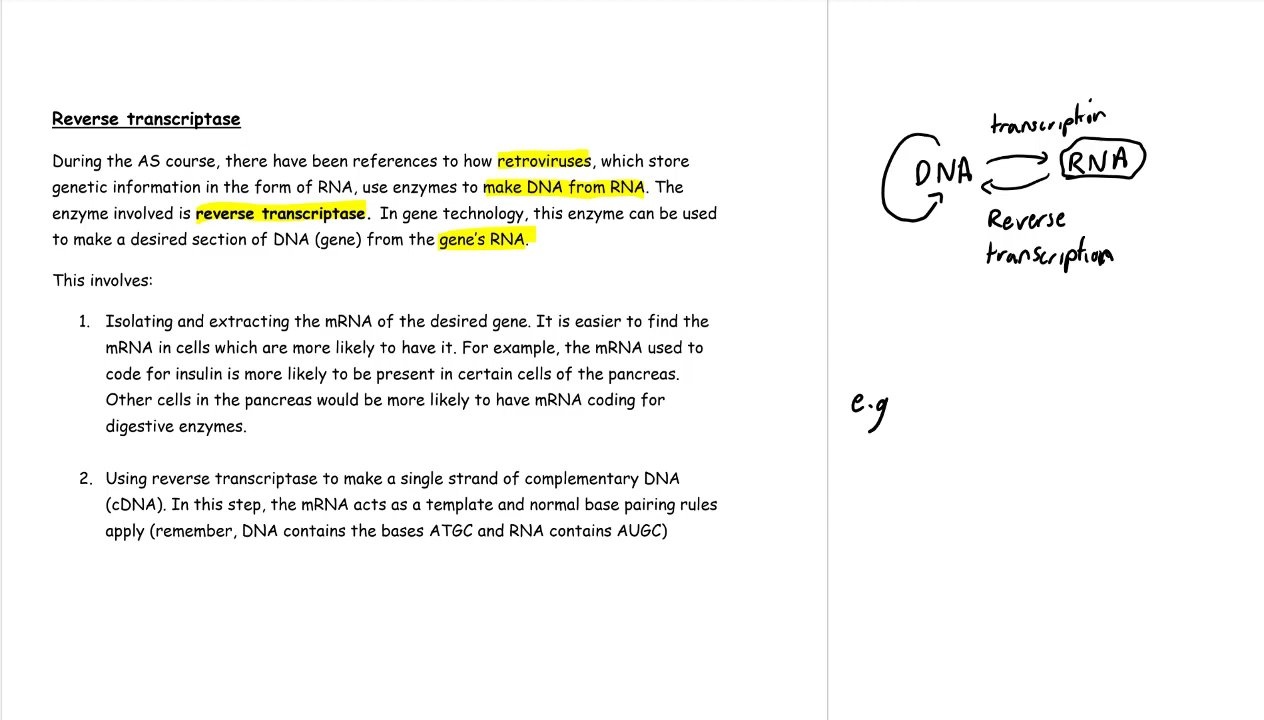 Reverse transcriptase
During the AS course, there have been references to how retroviruses, which store
genetic information in the form of RNA, use enzymes to make DNA from RNA. The
enzyme involved is reverse transcriptase. In gene technology, this enzyme can be used
to make a desired section of DNA (gene) from the gene's RNA.
This involves:
1. Isolating and extracting the mRNA of the desired gene. It is easier to find the
mRNA in cells which are more likely to have it. For example, the mRNA used to
code for insulin is more likely to be present in certain cells of the pancreas.
Other cells in the pancreas would be more likely to have mRNA coding for
digestive enzymes.
2. Using reverse transcriptase to make a single strand of complementary DNA
(cDNA). In this step, the mRNA acts as a template and normal base pairing rules
apply (remember, DNA contains the bases ATGC and RNA contains AUGC)
transcription
DNA RNA
Reverse
transcription
e.g